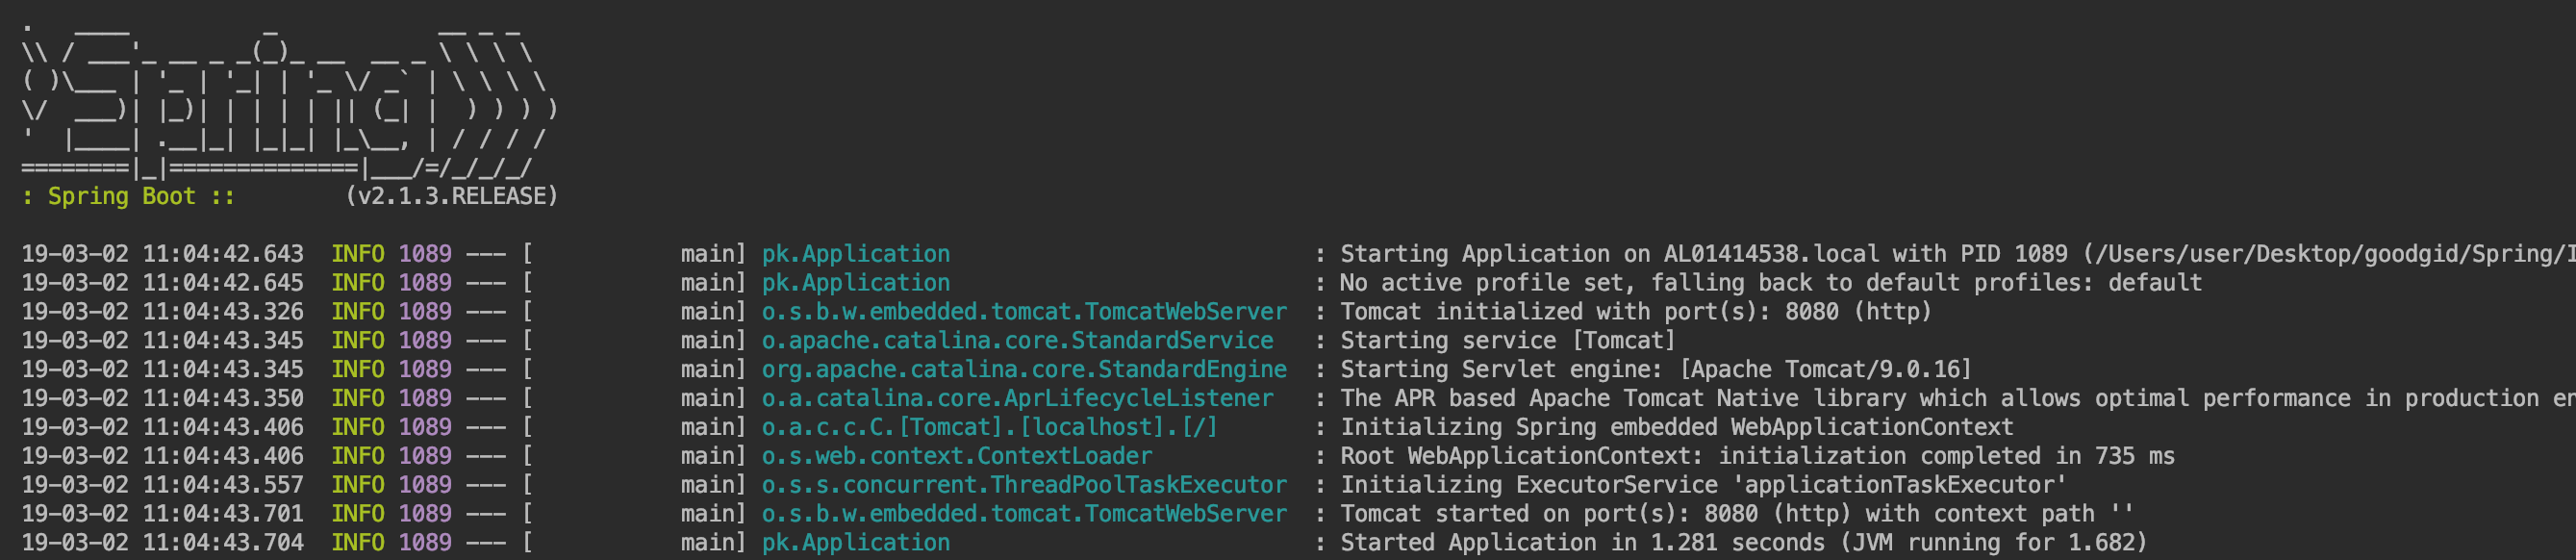 .   ____          _            __ _ _
\\ / ___'_ __ _ _(_)_ __  __ _ \ \ \ \
( )\___ | '_ | '_| | '_ \/ _` | \ \ \ \
\/  ___)| |_)| | | | | || (_| |  ) ) ) )
'  |____| .__|_| |_|_| |_\__, | / / / /
========|_|==============|___/=/_/_/_/
: Spring Boot ::        (v2.1.3.RELEASE)
19-03-02 11:04:42.643  INFO 1089 --- [           main] pk.Application                           : Starting Application on AL01414538.local with PID 1089 (/Users/user/Desktop/goodgid/Spring/
19-03-02 11:04:42.645  INFO 1089 --- [           main] pk.Application                           : No active profile set, falling back to default profiles: default
19-03-02 11:04:43.326  INFO 1089 --- [           main] o.s.b.w.embedded.tomcat.TomcatWebServer  : Tomcat initialized with port(s): 8080 (http)
19-03-02 11:04:43.345  INFO 1089 --- [           main] o.apache.catalina.core.StandardService   : Starting service [Tomcat]
19-03-02 11:04:43.345  INFO 1089 --- [           main] org.apache.catalina.core.StandardEngine  : Starting Servlet engine: [Apache Tomcat/9.0.16]
19-03-02 11:04:43.350  INFO 1089 --- [           main] o.a.catalina.core.AprLifecycleListener   : The APR based Apache Tomcat Native library which allows optimal performance in production
19-03-02 11:04:43.406  INFO 1089 --- [           main] o.a.c.c.C.[Tomcat].[localhost].[/]       : Initializing Spring embedded WebApplicationContext
19-03-02 11:04:43.406  INFO 1089 --- [           main] o.s.web.context.ContextLoader            : Root WebApplicationContext: initialization completed in 735 ms
19-03-02 11:04:43.557  INFO 1089 --- [           main] o.s.s.concurrent.ThreadPoolTaskExecutor  : Initializing ExecutorService 'applicationTaskExecutor'
19-03-02 11:04:43.701  INFO 1089 --- [           main] o.s.b.w.embedded.tomcat.TomcatWebServer  : Tomcat started on port(s): 8080 (http) with context path ''
19-03-02 11:04:43.704  INFO 1089 --- [           main] pk.Application                           : Started Application in 1.281 seconds (JVM running for 1.682)